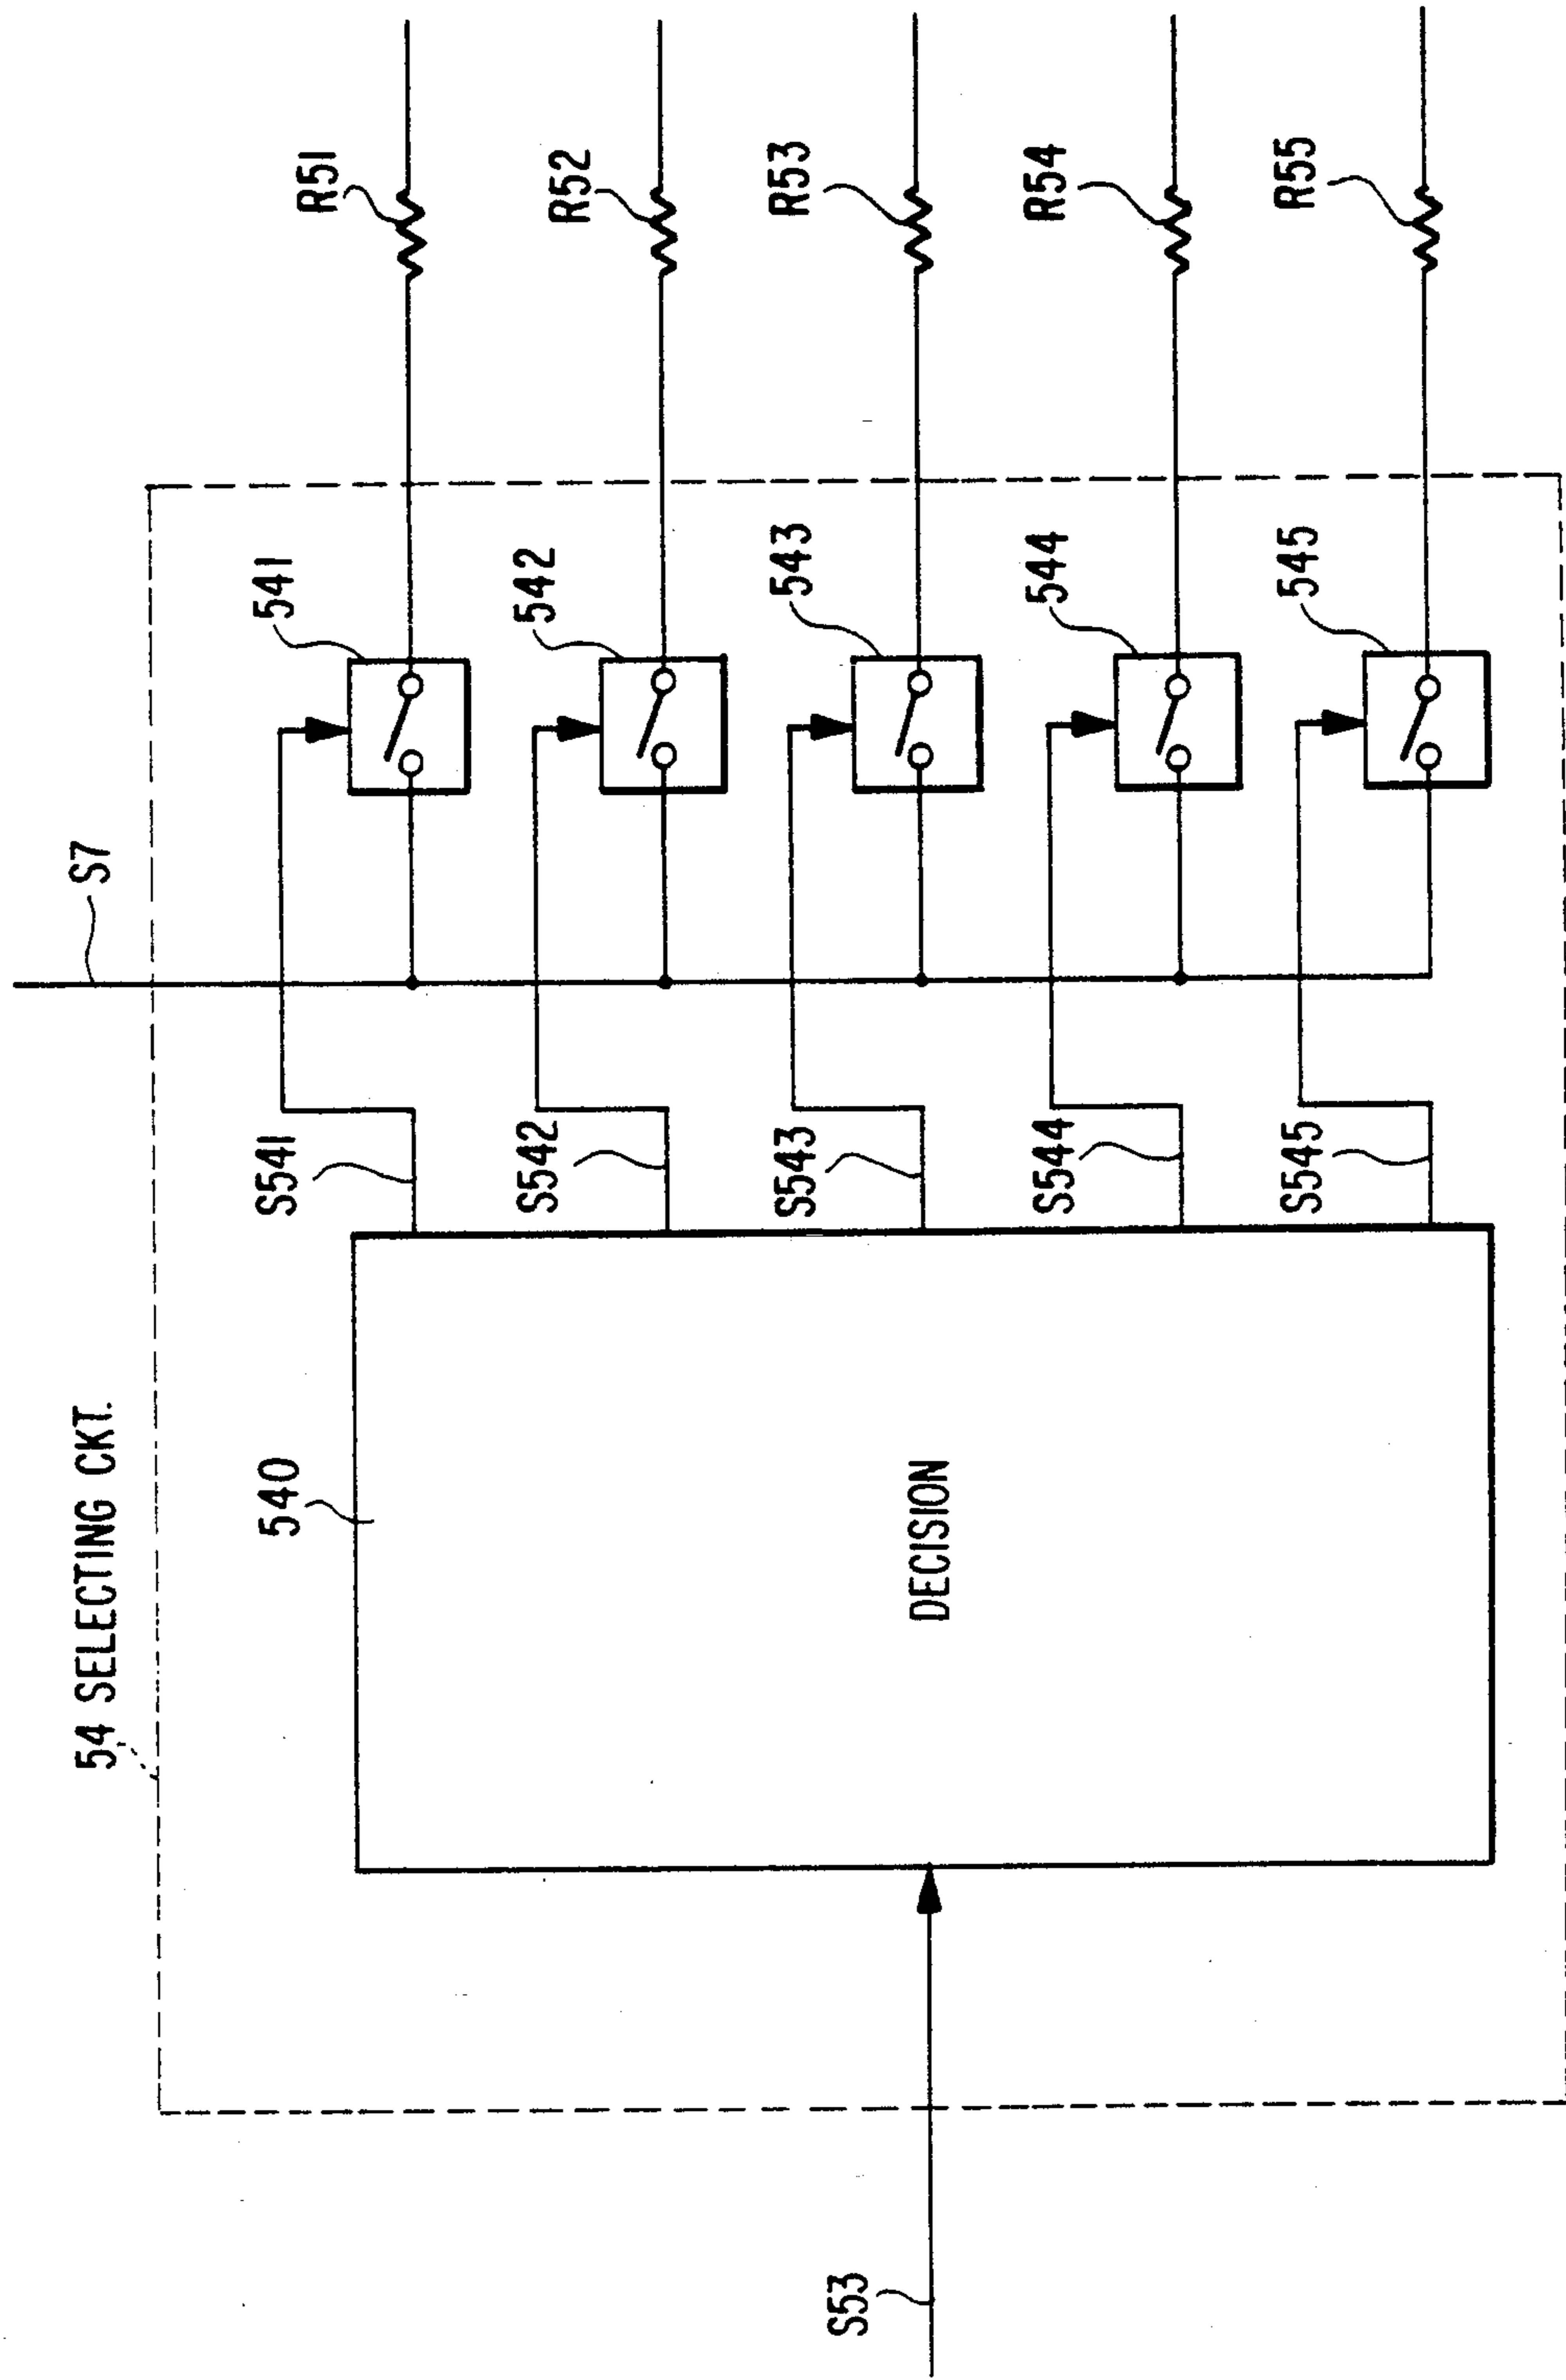 54 SELECTING CKT.
S7
540
DECISION
S53
S541
S542
S543
S544
S545
541
542
543
544
545
R51
R52
R53
R54
R55